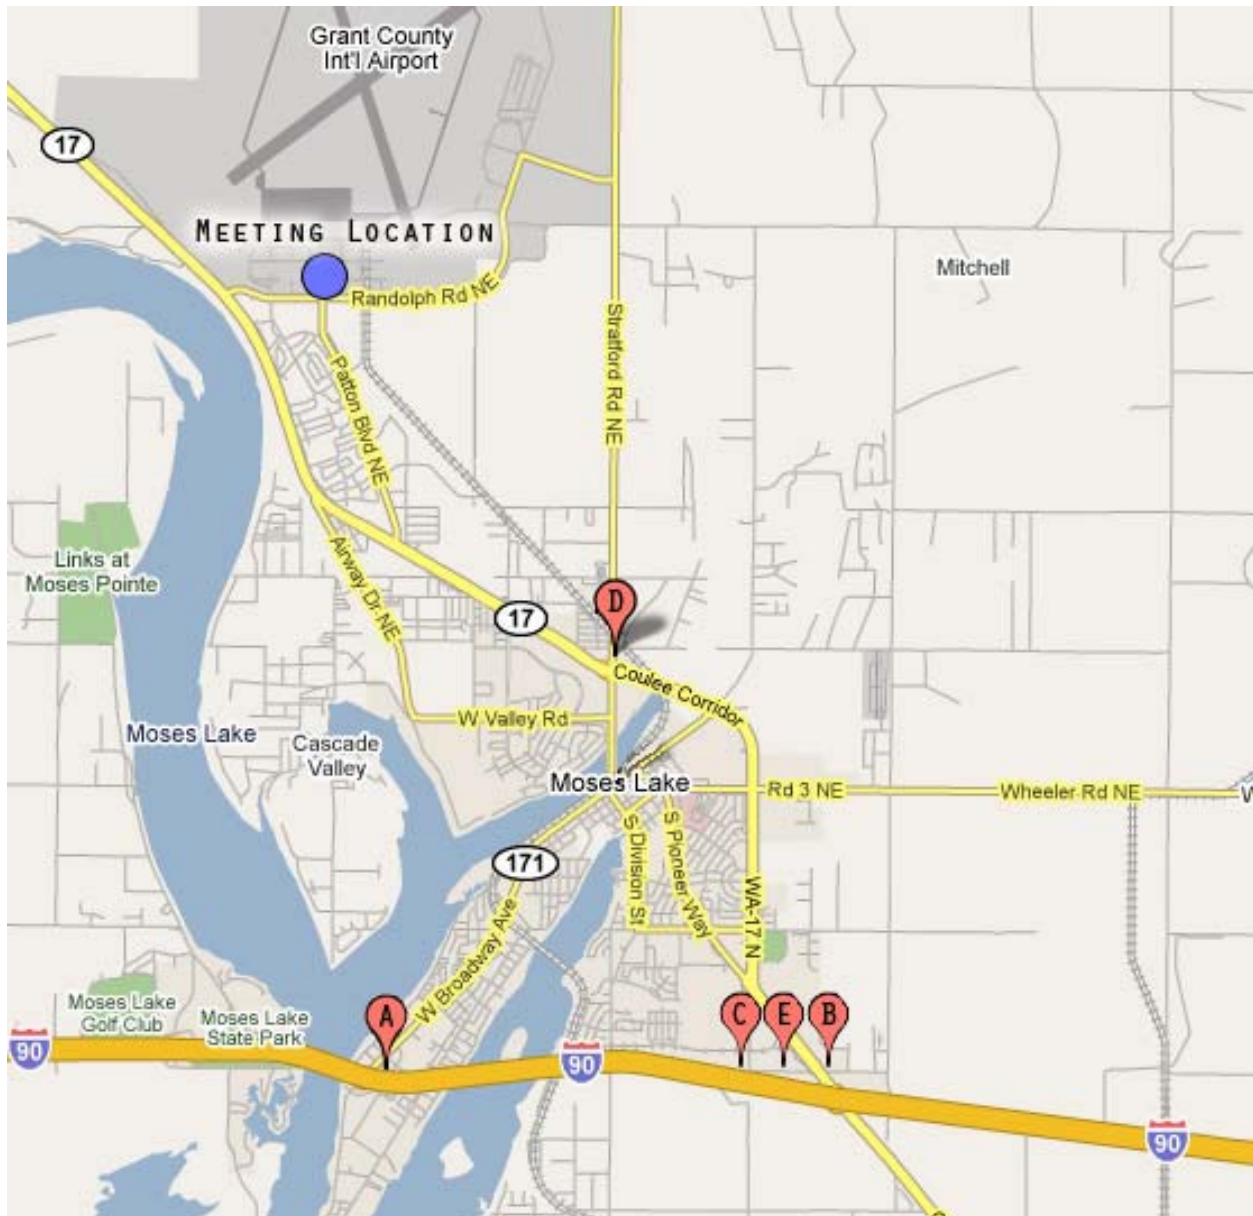 Grant County
Int'l Airport
17
MEETING LOCATION
Mitchell
Randolph Rd NE
Stratford Rd NE
Patton Blvd NE
Links at
Moses Pointe
Airway Dr NE
D
17
Coulee Corridor
W Valley Rd
Moses Lake
Cascade
Valley
Moses Lake
Rd 3 NE
Wheeler Rd NE
W
S Division St
S Pioneer Way
171
WA-17 N
W Broadway Ave
Moses Lake
Golf Club
Moses Lake
State Park
A
C
E
B
90
90
90